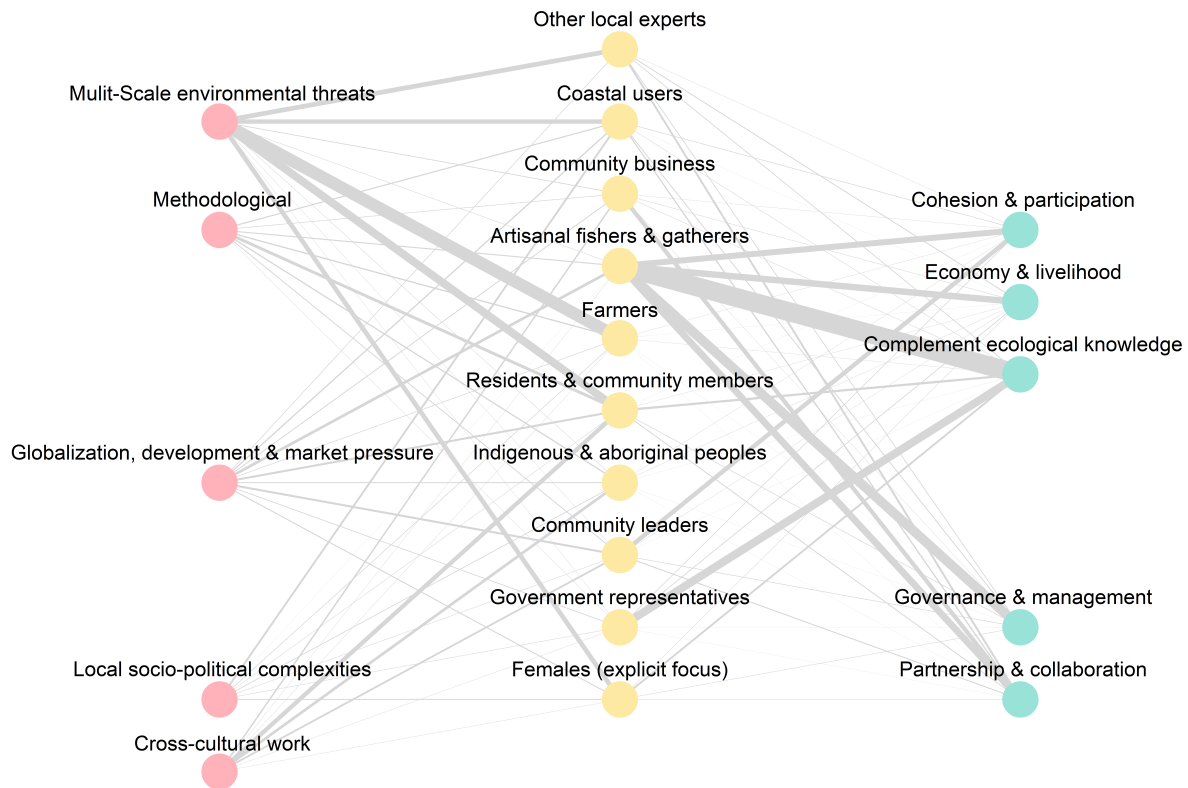 Other local experts
Mulit-Scale environmental threats
Coastal users
Community business
Methodological
Cohesion & participation
Artisanal fishers & gatherers
Economy & livelihood
Farmers
Complement ecological knowledge
Residents & community members
Globalization, development & market pressure
Indigenous & aboriginal peoples
Community leaders
Government representatives
Governance & management
Local socio-political complexities
Females (explicit focus)
Partnership & collaboration
Cross-cultural work